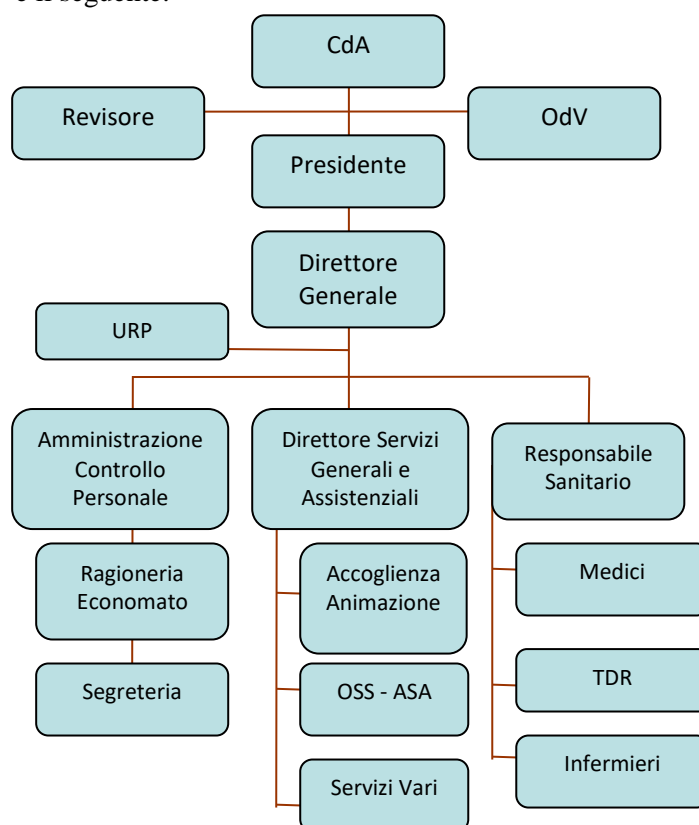 è il seguente:
CdA
Revisore
OdV
Presidente
Direttore
Generale
URP
Amministrazione
Controllo
Personale
Direttore Servizi
Generali e
Assistenziali
Responsabile
Sanitario
Ragioneria
Economato
Accoglienza
Animazione
Medici
Segreteria
OSS - ASA
TDR
Servizi Vari
Infermieri